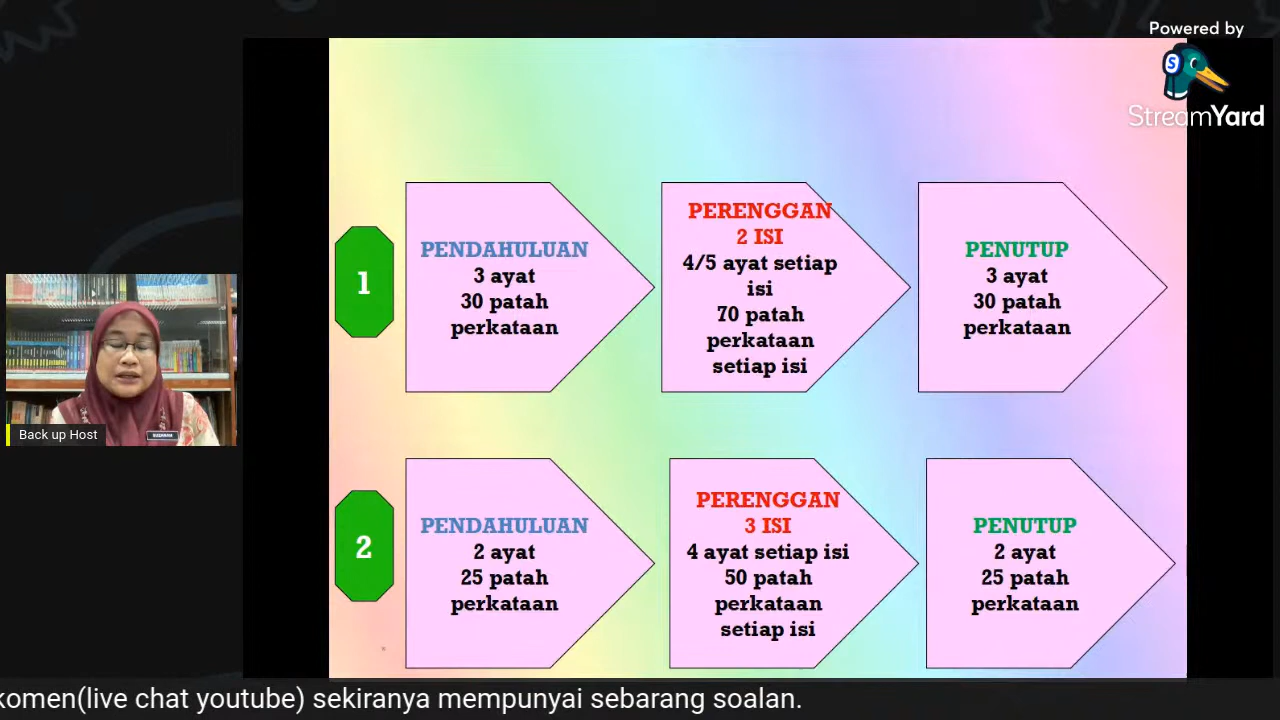 Powered by
StreamYard
1
PENDAHULUAN
3 ayat
30 patah
perkataan
PERENGGAN
2 ISI
4/5 ayat setiap
isi
70 patah
perkataan
setiap isi
PENUTUP
3 ayat
30 patah
perkataan
Back up Host
2
PENDAHULUAN
2 ayat
25 patah
perkataan
PERENGGAN
3 ISI
4 ayat setiap isi
50 patah
perkataan
setiap isi
PENUTUP
2 ayat
25 patah
perkataan
komen(live chat youtube) sekiranya mempunyai sebarang soalan.